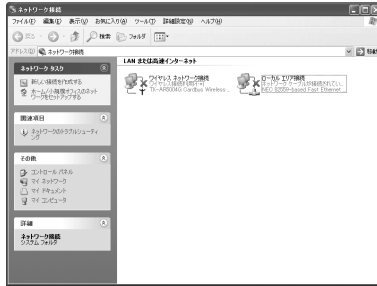 ネットワーク接続
ファイル(F) 編集(E) 表示(V) お気に入り(A) ツール(T) 詳細設定(N) ヘルプ(H)
戻る 検索 フォルダ
アドレス(D) ネットワーク接続 移動
ネットワーク タスク
新しい接続を作成する
ホーム/小規模オフィスのネットワークをセットアップする
関連項目
ネットワークのトラブルシューティング
その他
コントロール パネル
マイ ネットワーク
マイ ドキュメント
マイ コンピュータ
詳細
ネットワーク接続
システム フォルダ
LAN または高速インターネット
ワイヤレス ネットワーク接続
ワイヤレス接続利用不可
Cardbus Wireless ...
ローカル エリア接続
ネットワーク ケーブルが接続されてい...
Fast Ethernet ...